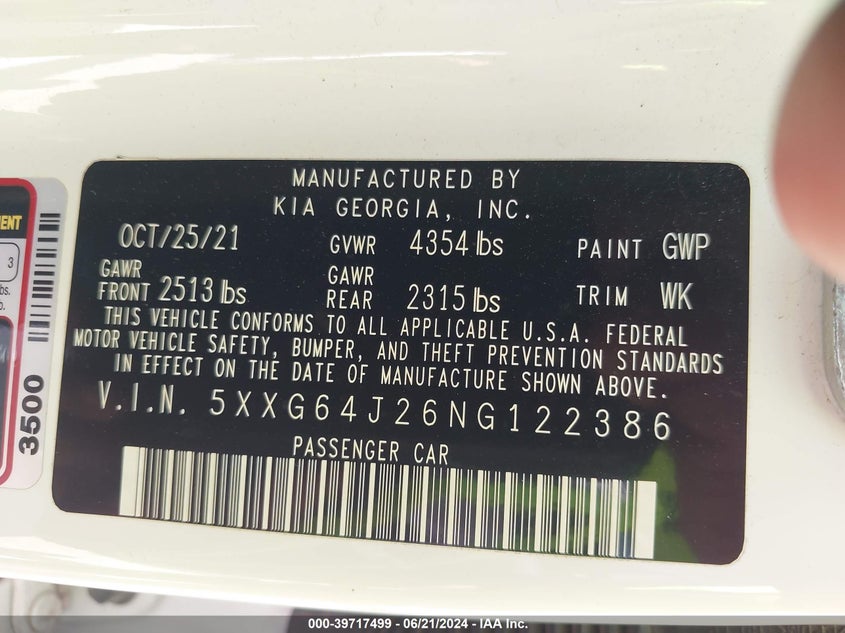 MANUFACTURED BY
KIA GEORGIA, INC.
OCT/25/21 GVWR 4354 lbs PAINT GWP
GAWR FRONT 2513 lbs GAWR REAR 2315 lbs TRIM WK
THIS VEHICLE CONFORMS TO ALL APPLICABLE U.S.A. FEDERAL
MOTOR VEHICLE SAFETY, BUMPER, AND THEFT PREVENTION STANDARDS
IN EFFECT ON THE DATE OF MANUFACTURE SHOWN ABOVE.
V.I.N. 5XXG64J26NG122386
PASSENGER CAR
3
3500
000-39717499 / 06/21/2024 - IAA Inc.